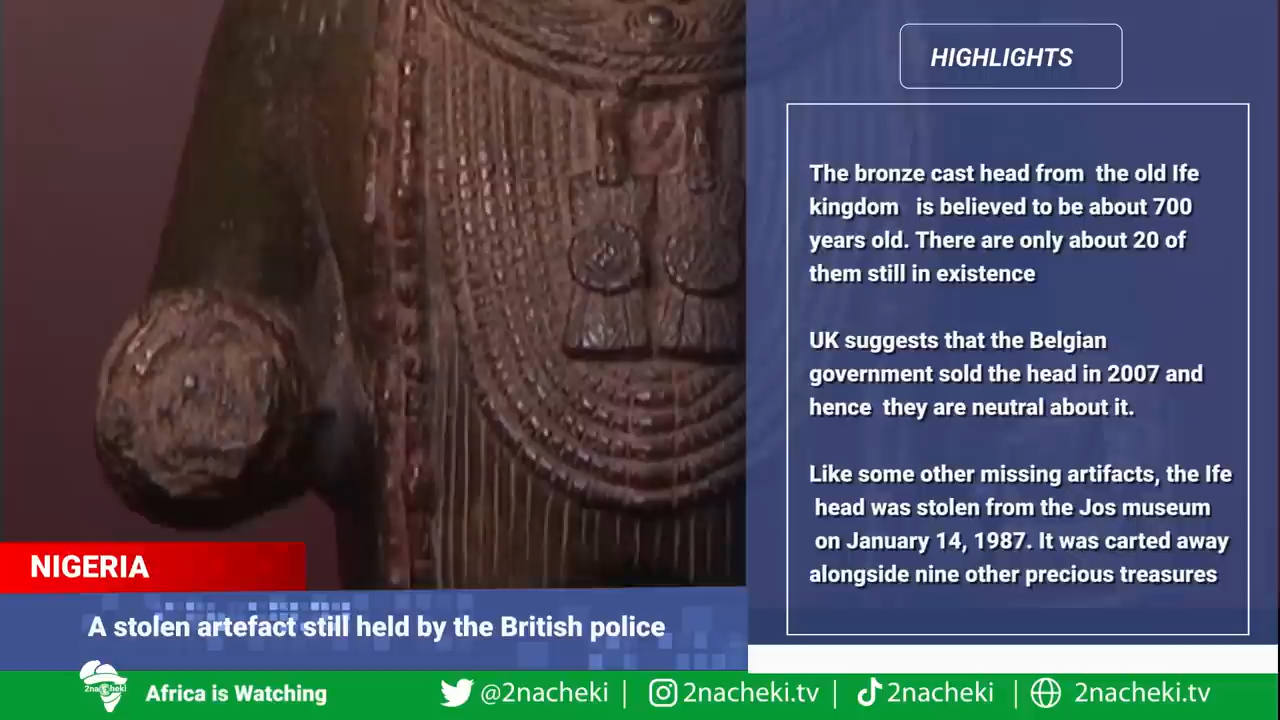 HIGHLIGHTS
The bronze cast head from the old Ife
kingdom is believed to be about 700
years old. There are only about 20 of
them still in existence
UK suggests that the Belgian
government sold the head in 2007 and
hence they are neutral about it.
Like some other missing artifacts, the Ife
head was stolen from the Jos museum
on January 14, 1987. It was carted away
alongside nine other precious treasures
NIGERIA
A stolen artefact still held by the British police
2nacheki
Africa is Watching
@2nacheki | 2nacheki.tv | 2nacheki | 2nacheki.tv